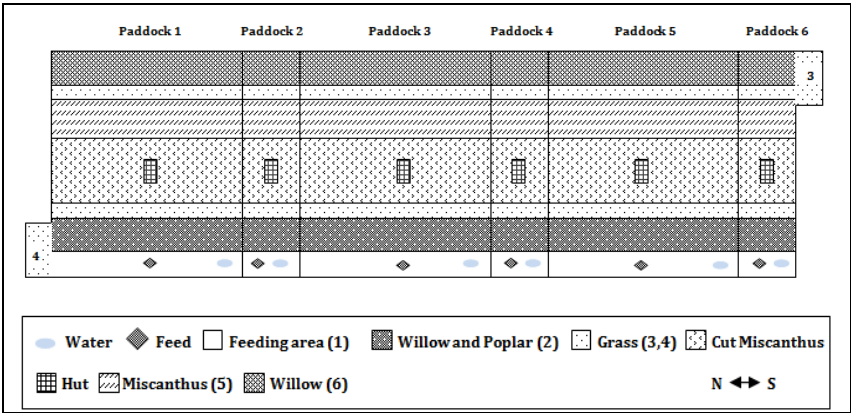 Paddock 1 Paddock 2 Paddock 3 Paddock 4 Paddock 5 Paddock 6
3
4
Water Feed Feeding area (1) Willow and Poplar (2) Grass (3,4) Cut Miscanthus
Hut Miscanthus (5) Willow (6) N S